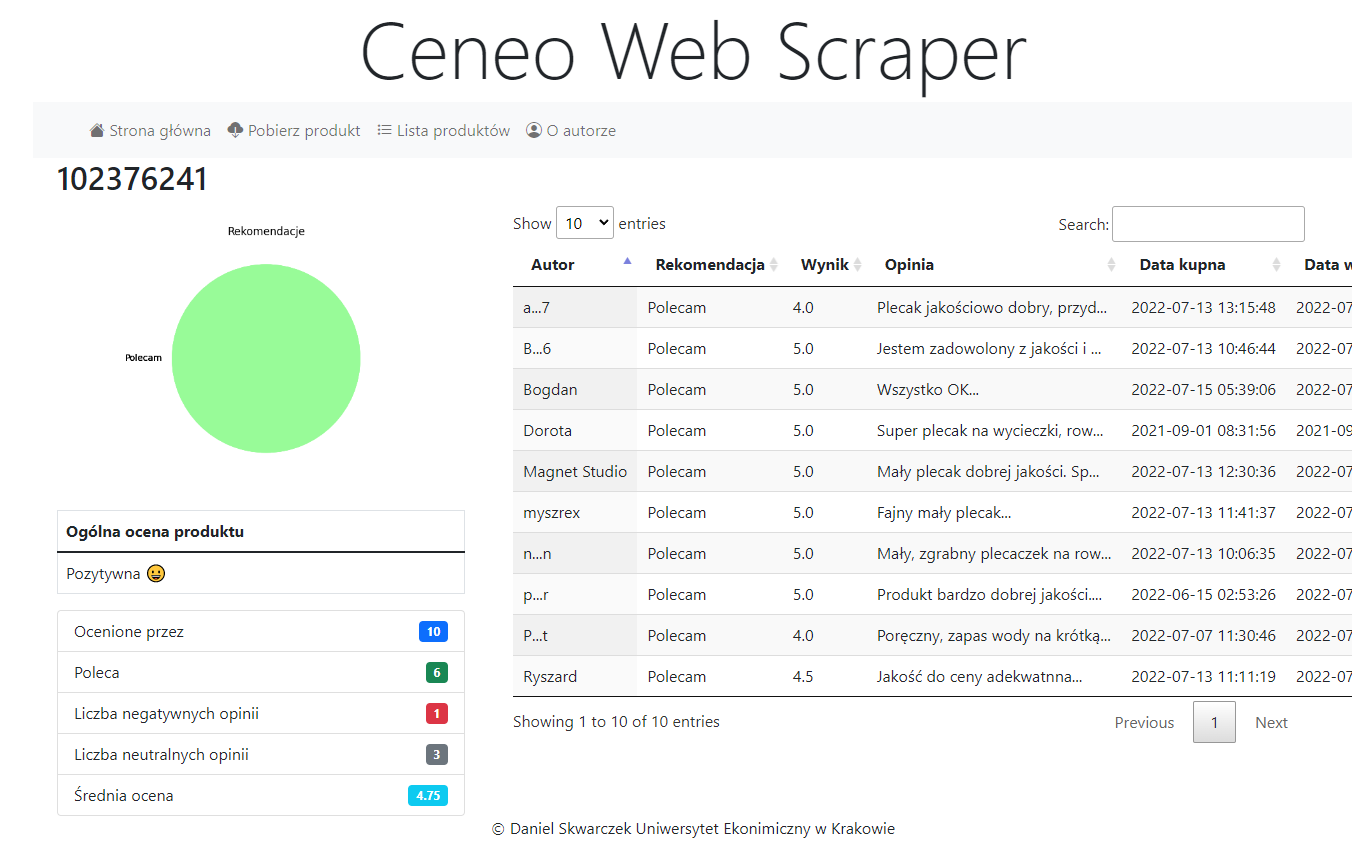 Ceneo Web Scraper
Strona główna Pobierz produkt Lista produktów O autorze
102376241
Rekomendacje
Polecam
Ogólna ocena produktu
Pozytywna 😀
Ocenione przez 10
Poleca 6
Liczba negatywnych opinii 1
Liczba neutralnych opinii 3
Średnia ocena 4.75
Show 10 entries Search:
Autor Rekomendacja Wynik Opinia Data kupna Data w
a...7 Polecam 4.0 Plecak jakościowo dobry, przyd... 2022-07-13 13:15:48 2022-07
B...6 Polecam 5.0 Jestem zadowolony z jakości i ... 2022-07-13 10:46:44 2022-07
Bogdan Polecam 5.0 Wszystko OK... 2022-07-15 05:39:06 2022-07
Dorota Polecam 5.0 Super plecak na wycieczki, row... 2021-09-01 08:31:56 2021-09
Magnet Studio Polecam 5.0 Mały plecak dobrej jakości. Sp... 2022-07-13 12:30:36 2022-07
myszrex Polecam 5.0 Fajny mały plecak... 2022-07-13 11:41:37 2022-07
n...n Polecam 5.0 Mały, zgrabny plecaczek na row... 2022-07-13 10:06:35 2022-07
p...r Polecam 5.0 Produkt bardzo dobrej jakości.... 2022-06-15 02:53:26 2022-07
P...t Polecam 4.0 Poręczny, zapas wody na krótką... 2022-07-07 11:30:46 2022-07
Ryszard Polecam 4.5 Jakość do ceny adekwatnna... 2022-07-13 11:11:19 2022-07
Showing 1 to 10 of 10 entries Previous 1 Next
© Daniel Skwarczek Uniwersytet Ekonimiczny w Krakowie